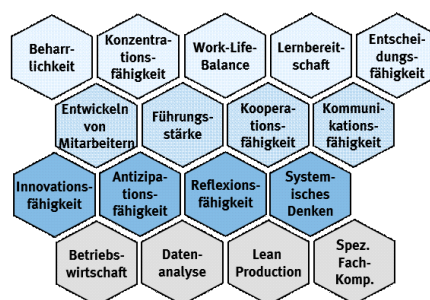 Beharr-
lichkeit
Konzentra-
tions-
fähigkeit
Work-Life-
Balance
Lernbereit-
schaft
Entschei-
dungsfä-
higkeit
Entwickeln
von
Mitarbeitern
Führungs-
stärke
Koopera-
tions-
fähigkeit
Kommuni-
kations-
fähigkeit
Innovations-
fähigkeit
Antizipa-
tions-
fähigkeit
Reflexions-
fähigkeit
System-
isches
Denken
Betriebs-
wirtschaft
Daten-
analyse
Lean
Production
Spez.
Fach-
Komp.